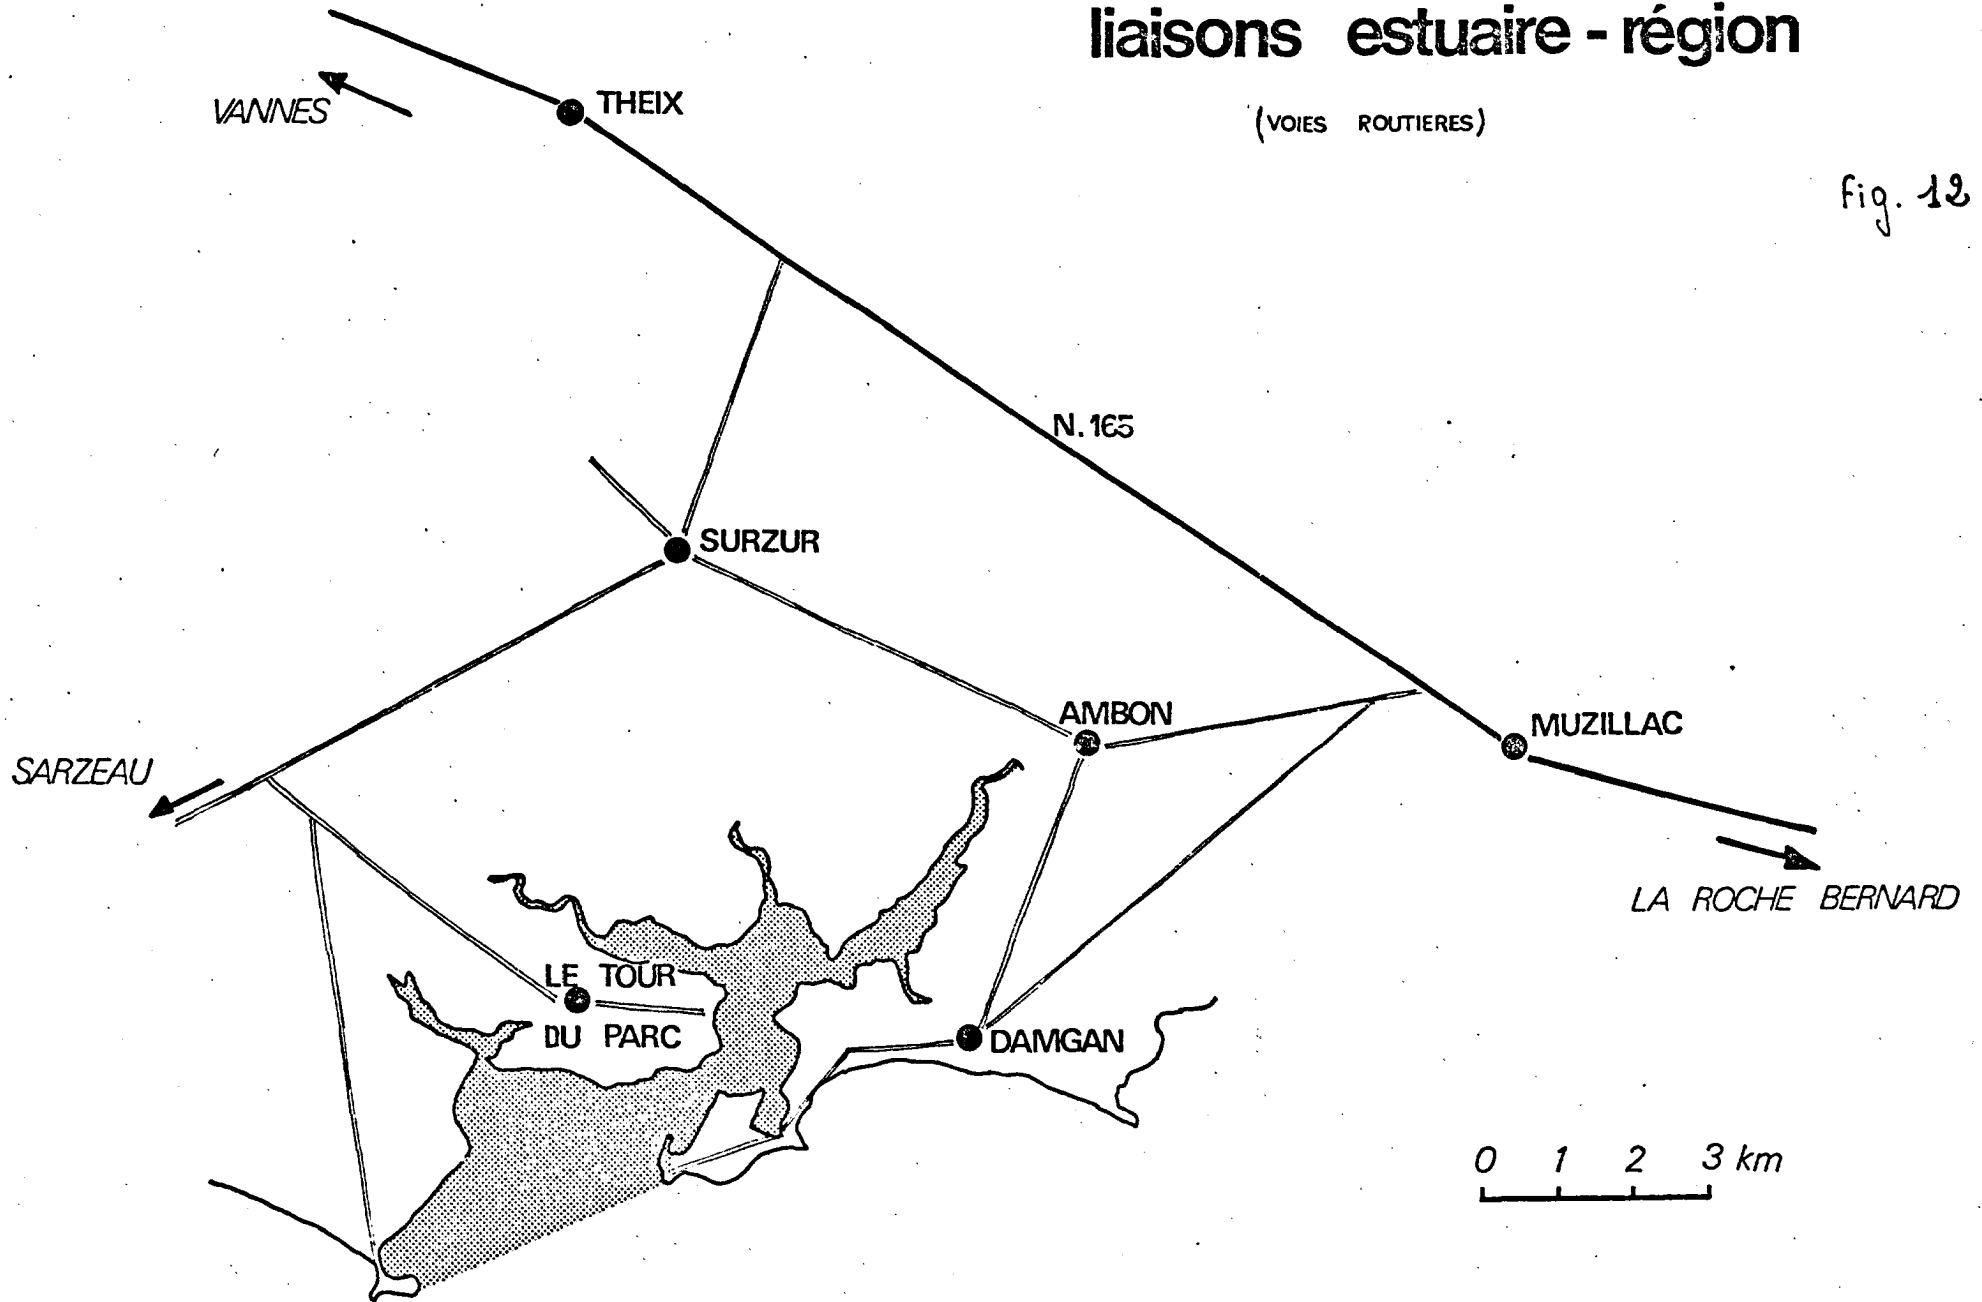 liaisons estuaire - région
(VOIES ROUTIERES)
fig. 12
VANNES
THEIX
N. 165
SURZUR
AMBON
MUZILLAC
SARZEAU
LA ROCHE BERNARD
LE TOUR
DU PARC
DAMGAN
0 1 2 3 km